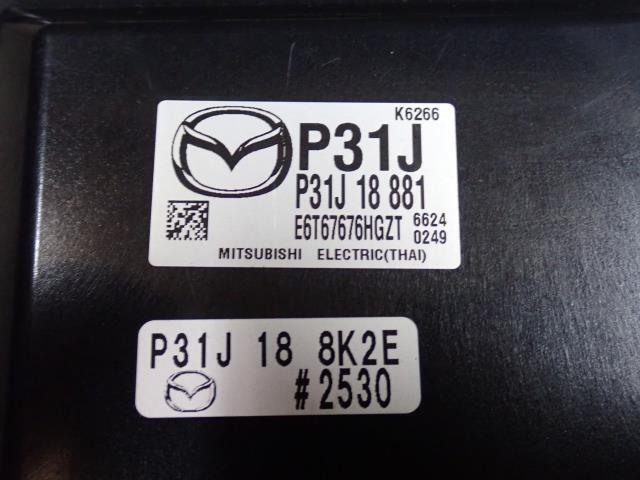 K6266
P31J
P31J 18 881
E6T67676HGZT 6624
0249
MITSUBISHI ELECTRIC(THAI)
P31J 18 8K2E
#2530